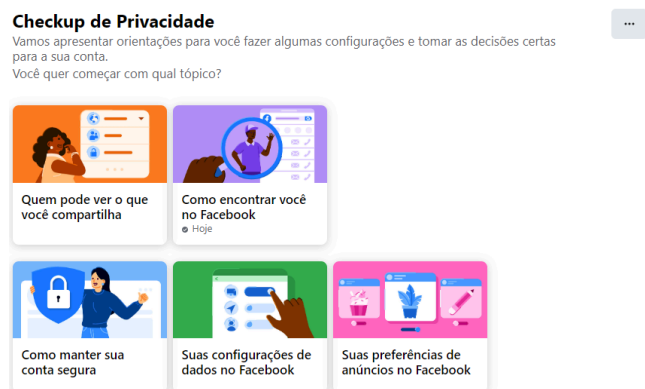 Checkup de Privacidade
Vamos apresentar orientações para você fazer algumas configurações e tomar as decisões certas
para a sua conta.
Você quer começar com qual tópico?
Quem pode ver o que
você compartilha
Como encontrar você
no Facebook
Hoje
Como manter sua
conta segura
Suas configurações de
dados no Facebook
Suas preferências de
anúncios no Facebook